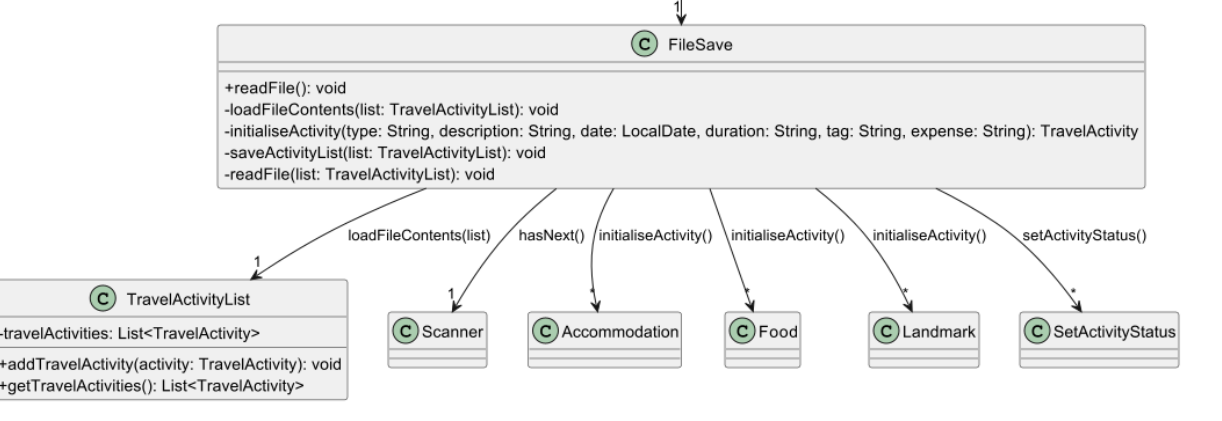 1
C FileSave
+readFile(): void
-loadFileContents(list: TravelActivityList): void
-initialiseActivity(type: String, description: String, date: LocalDate, duration: String, tag: String, expense: String): TravelActivity
-saveActivityList(list: TravelActivityList): void
-readFile(list: TravelActivityList): void
loadFileContents(list)
hasNext()
initialiseActivity()
initialiseActivity()
initialiseActivity()
setActivityStatus()
1
1
*
*
*
*
C TravelActivityList
-travelActivities: List<TravelActivity>
+addTravelActivity(activity: TravelActivity): void
+getTravelActivities(): List<TravelActivity>
C Scanner
C Accommodation
C Food
C Landmark
C SetActivityStatus